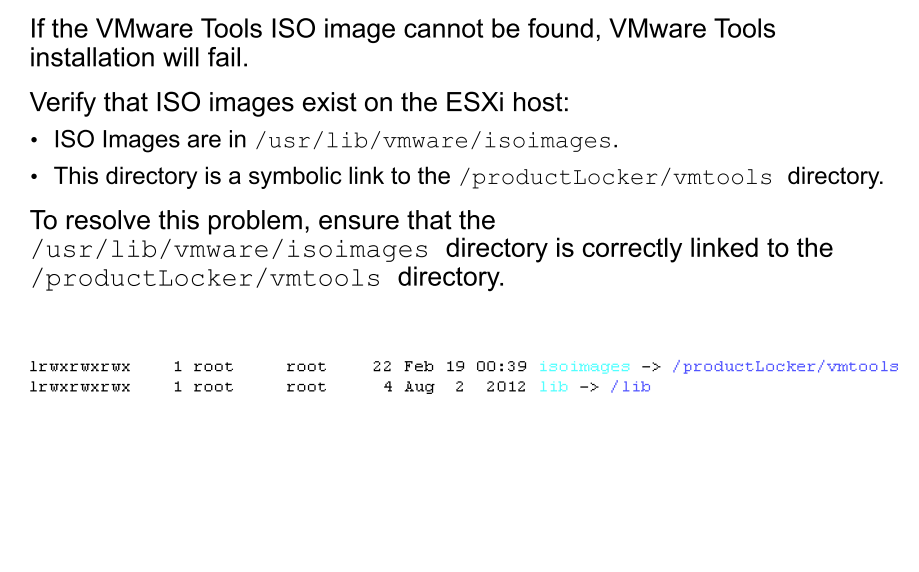 If the VMware Tools ISO image cannot be found, VMware Tools
installation will fail.
Verify that ISO images exist on the ESXi host:
• ISO Images are in /usr/lib/vmware/isoimages.
• This directory is a symbolic link to the /productLocker/vmtools directory.
To resolve this problem, ensure that the
/usr/lib/vmware/isoimages directory is correctly linked to the
/productLocker/vmtools directory.
lrwxrwxrwx 1 root root 22 Feb 19 00:39 isoimages -> /productLocker/vmtools
lrwxrwxrwx 1 root root 4 Aug 2 2012 lib -> /lib